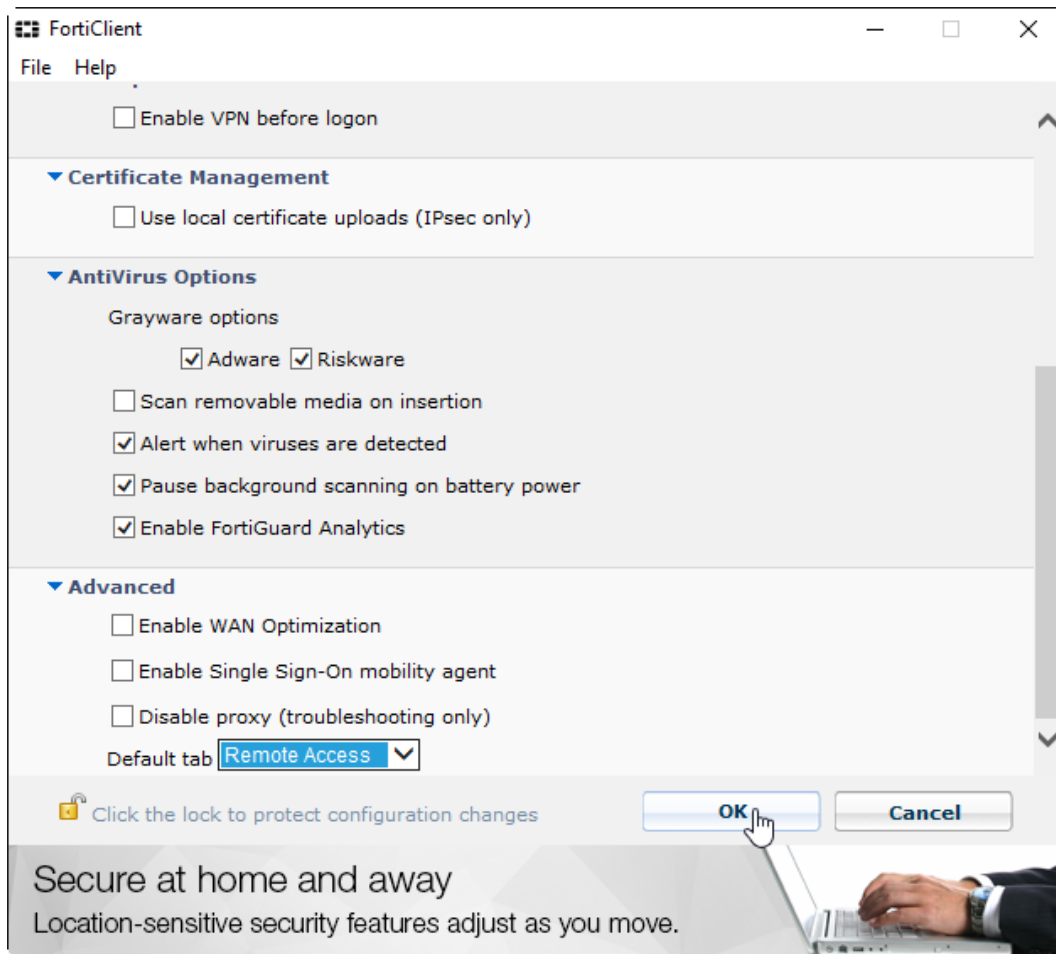 FortiClient
File Help
Enable VPN before logon
Certificate Management
Use local certificate uploads (IPsec only)
AntiVirus Options
Grayware options
Adware Riskware
Scan removable media on insertion
Alert when viruses are detected
Pause background scanning on battery power
Enable FortiGuard Analytics
Advanced
Enable WAN Optimization
Enable Single Sign-On mobility agent
Disable proxy (troubleshooting only)
Default tab Remote Access
Click the lock to protect configuration changes OK Cancel
Secure at home and away
Location-sensitive security features adjust as you move.